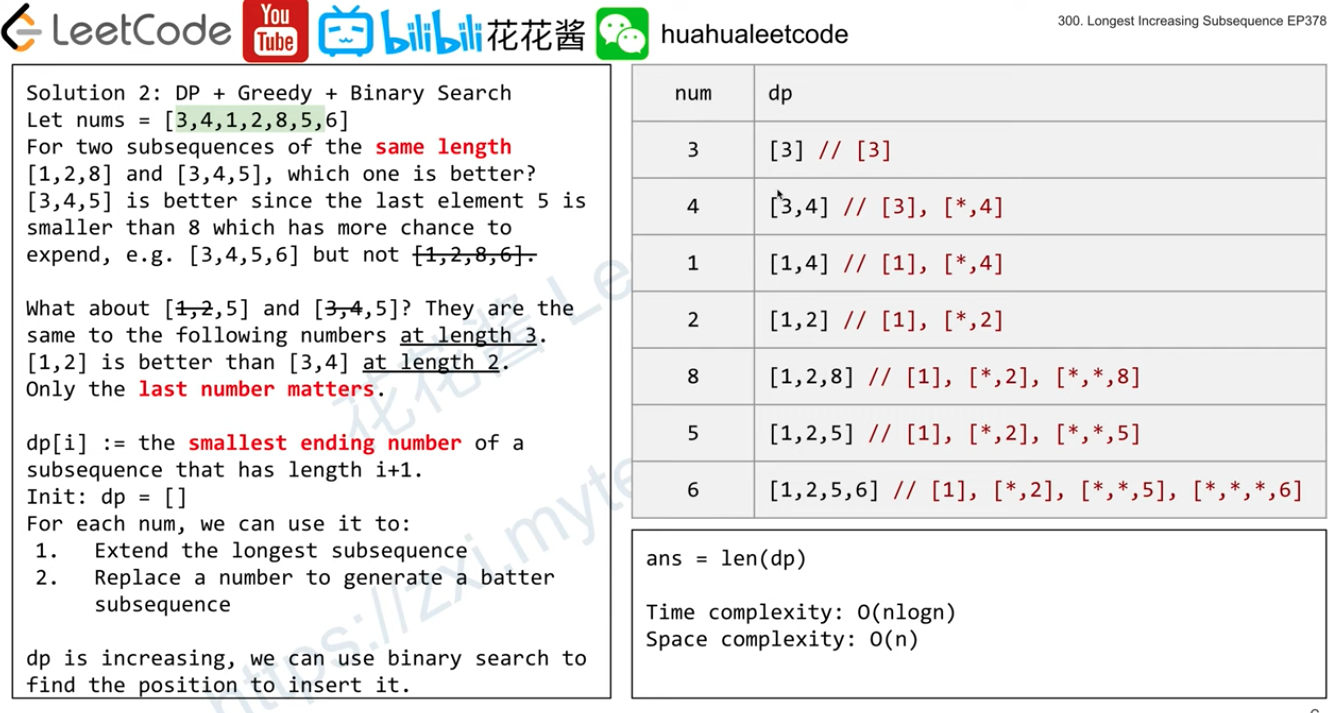 LeetCode You Tube bilibili 花花酱 huahualeetcode
300. Longest Increasing Subsequence EP378
Solution 2: DP + Greedy + Binary Search
Let nums = [3,4,1,2,8,5,6]
For two subsequences of the same length
[1,2,8] and [3,4,5], which one is better?
[3,4,5] is better since the last element 5 is
smaller than 8 which has more chance to
expend, e.g. [3,4,5,6] but not [1,2,8,6].
What about [1,2,5] and [3,4,5]? They are the
same to the following numbers at length 3.
[1,2] is better than [3,4] at length 2.
Only the last number matters.
dp[i] := the smallest ending number of a
subsequence that has length i+1.
Init: dp = []
For each num, we can use it to:
1. Extend the longest subsequence
2. Replace a number to generate a batter
subsequence
dp is increasing, we can use binary search to
find the position to insert it.
num dp
3 [3] // [3]
4 [3,4] // [3], [*,4]
1 [1,4] // [1], [*,4]
2 [1,2] // [1], [*,2]
8 [1,2,8] // [1], [*,2], [*,*,8]
5 [1,2,5] // [1], [*,2], [*,*,5]
6 [1,2,5,6] // [1], [*,2], [*,*,5], [*,*,*,6]
ans = len(dp)
Time complexity: O(nlogn)
Space complexity: O(n)
花花酱 Le
https://zxi.myte